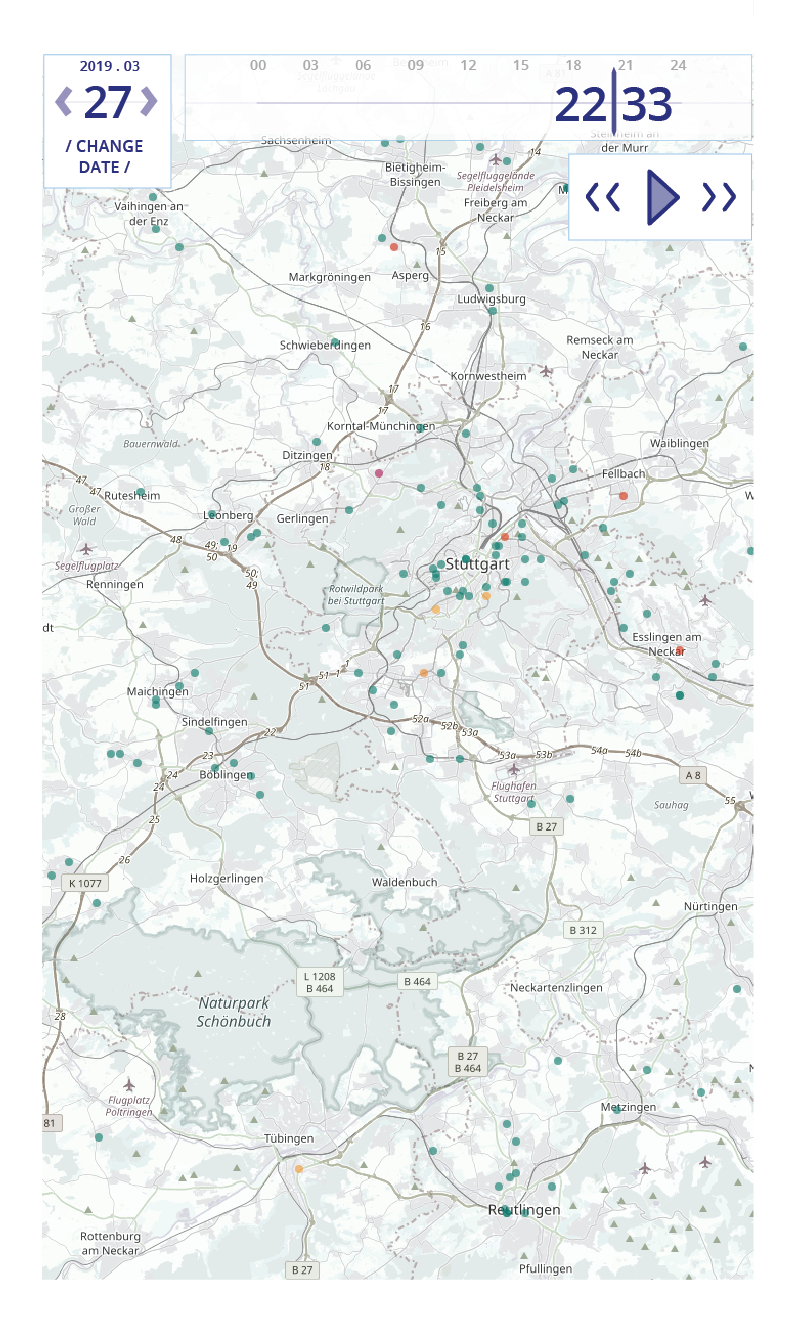 2019 . 03
27
/ CHANGE
DATE /
00 03 06 09 12 15 18 21 24
22 33
Segelfluggelände
Sachsenheim
der Murr
14
Bietigheim-
Bissingen
Segelfluggelände
Pleidelsheim
M
Freiberg am
Neckar
Vaihingen an
der Enz
15
Markgröningen
Asperg
Ludwigsburg
16
Schwieberdingen
Remseck am
Neckar
Kornwestheim
17
17
Korntal-Münchingen
Bauernwald
Waiblingen
Ditzingen
18
47
47
Rutesheim
Fellbach
W
Großer
Wald
Leonberg
Gerlingen
48
49;
50
19
Segelflugplatz
Stuttgart
50;
49
Renningen
Rotwildpark
bei Stuttgart
dt
Esslingen am
Neckar
1
1
51
51
Maichingen
Sindelfingen
22
52a
52b
53a
23
53a
53b
54a
54b
24
24
Böblingen
A 8
Flughafen
Stuttgart
Sauhag
55
25
B 27
26
K 1077
Holzgerlingen
Waldenbuch
Nürtingen
B 312
L 1208
B 464
B 464
Neckartenzlingen
Naturpark
Schönbuch
28
B 27
B 464
Flugplatz
Poltringen
81
Metzingen
Tübingen
Reutlingen
Rottenburg
am Neckar
B 27
Pfullingen